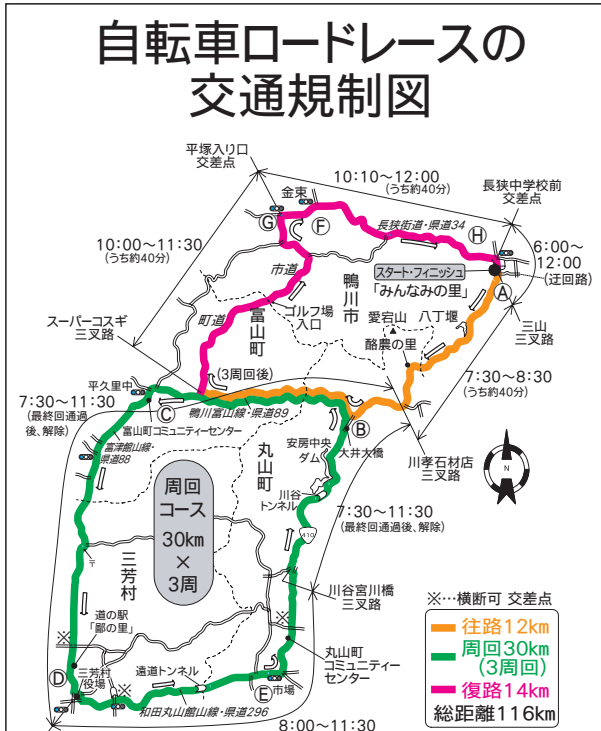 自転車ロードレースの
交通規制図
平塚入り口
交差点
金束
10:10～12:00
(うち約40分)
長狭中学校前
交差点
G
F
長狭街道・県道34
H
6:00～
12:00
(迂回路)
10:00～11:30
(うち約40分)
スタート・フィニッシュ
「みんなみの里」
A
市道
鴨川市
ゴルフ場
入口
町道
富山町
愛宕山
八丁堰
酪農の里
三山
三叉路
スーパーコスギ
三叉路
7:30～8:30
(うち約40分)
平久里中
(3周回後)
7:30～11:30
(最終回通過
後、解除)
C
鴨川富山線・県道89
B
富山町コミュニティーセンター
富津館山線・
県道88
丸山町
安房中央
ダム
大井大橋
川孝石材店
三叉路
N
周回
コース
30km
×
3周
川谷
トンネル
7:30～11:30
(最終回通過後、解除)
410
三芳村
〒
川谷宮川橋
三叉路
※…横断可 交差点
道の駅
「鄙の里」
※
※
往路12km
周回30km
(3周回)
復路14km
総距離116km
丸山町
コミュニティー
センター
D
三芳村
役場
遠道トンネル
※
E
市場
和田丸山館山線・県道296
8:00～11:30